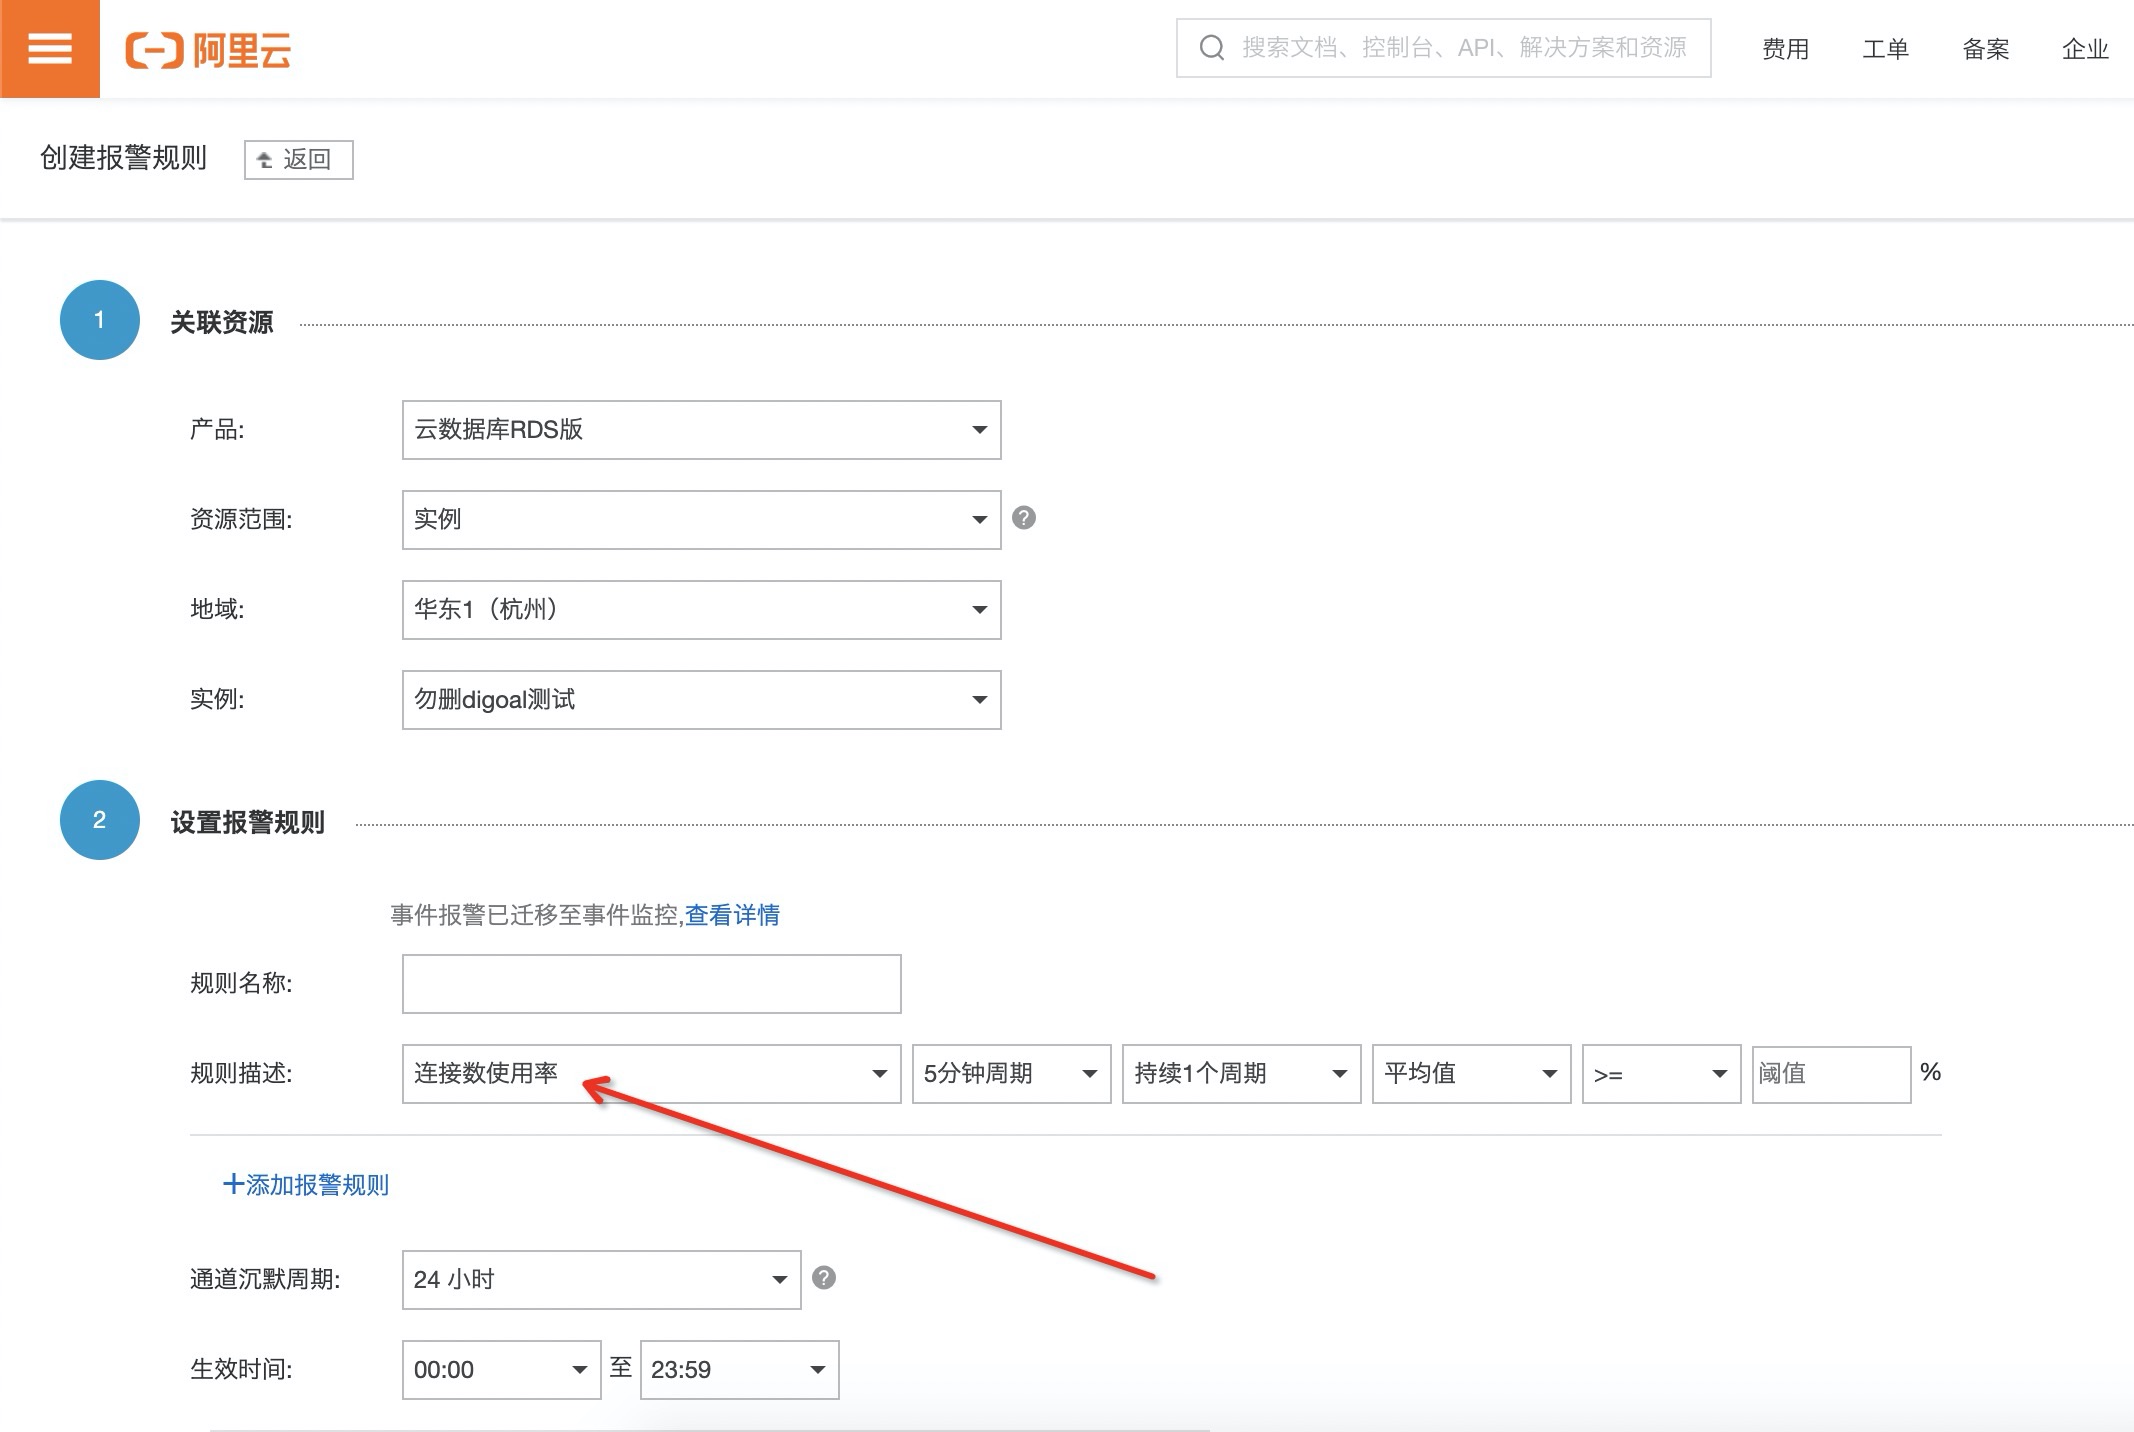 阿里云
搜索文档、控制台、API、解决方案和资源
费用 工单 备案 企业
创建报警规则 返回
1 关联资源
产品: 云数据库RDS版
资源范围: 实例 ?
地域: 华东1（杭州）
实例: 勿删digoal测试
2 设置报警规则
事件报警已迁移至事件监控,查看详情
规则名称:
规则描述: 连接数使用率 5分钟周期 持续1个周期 平均值 >= 阈值 %
+添加报警规则
通道沉默周期: 24 小时 ?
生效时间: 00:00 至 23:59